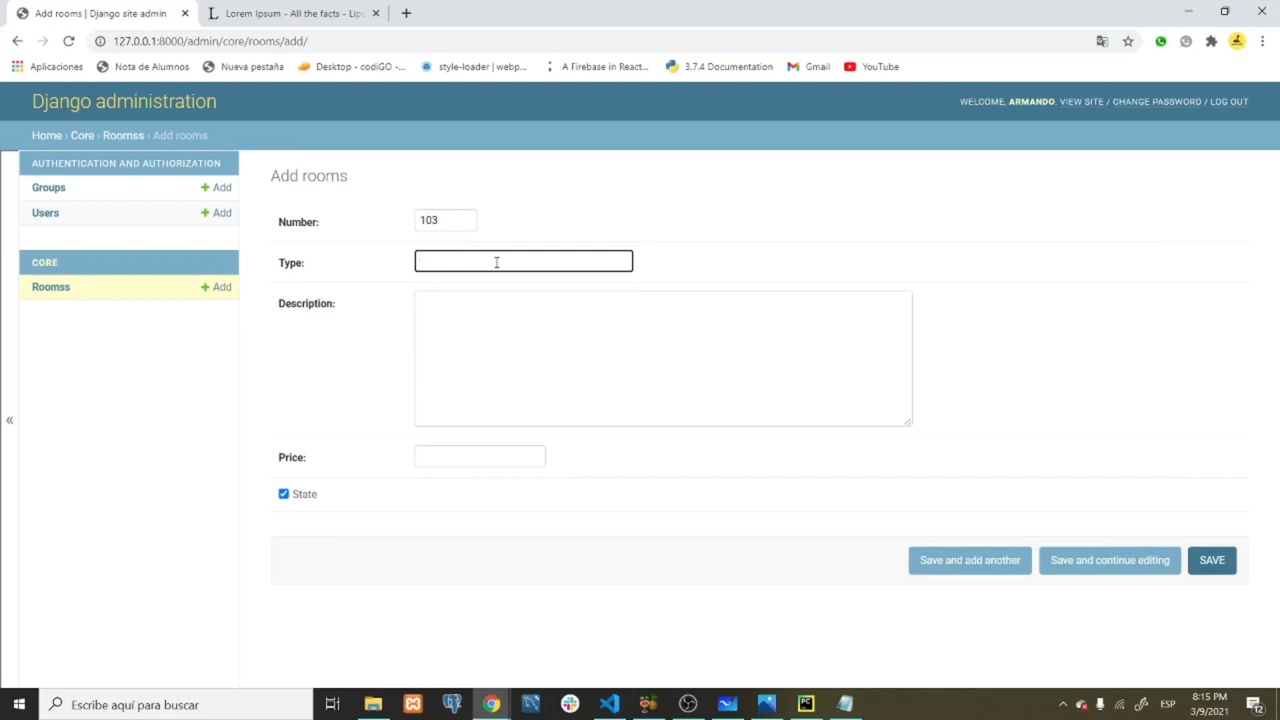 Add rooms | Django site admin
Lorem Ipsum - All the facts - Lips
127.0.0.1:8000/admin/core/rooms/add/
Aplicaciones
Nota de Alumnos
Nueva pestaña
Desktop - codiGO -...
style-loader | webp...
A Firebase in React...
3.7.4 Documentation
Gmail
YouTube
Django administration
WELCOME, ARMANDO. VIEW SITE / CHANGE PASSWORD / LOG OUT
Home › Core › Roomss › Add rooms
AUTHENTICATION AND AUTHORIZATION
Groups
Add
Users
Add
CORE
Roomss
Add
«
Add rooms
Number:
103
Type:
Description:
Price:
State
Save and add another
Save and continue editing
SAVE
Escribe aquí para buscar
PC
ESP
8:15 PM
3/9/2021
12